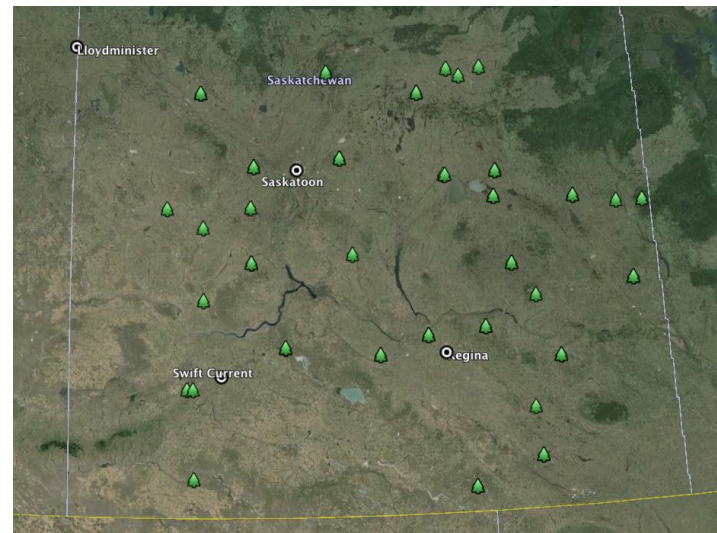 Lloydminister
Saskatchewan
Saskatoon
Regina
Swift Current